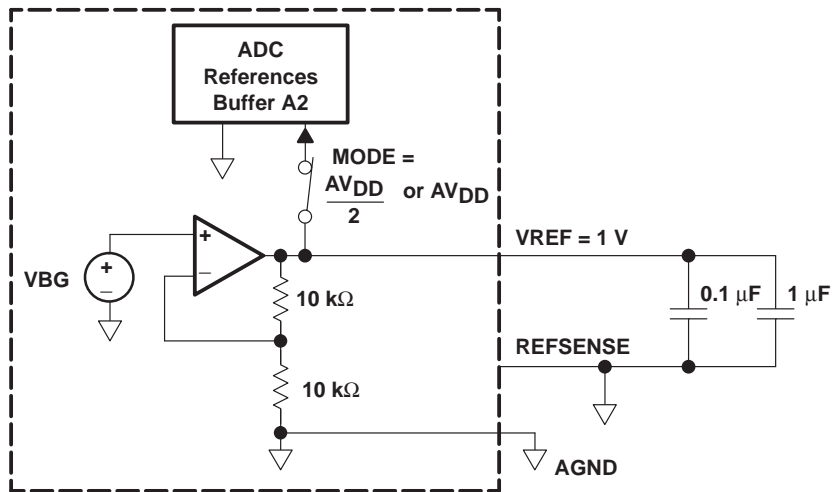 ADC
References
Buffer A2
MODE =
AVDD
2
or AVDD
+
−
VBG
+
−
VREF = 1 V
10 kΩ
0.1 μF
1 μF
REFSENSE
10 kΩ
AGND